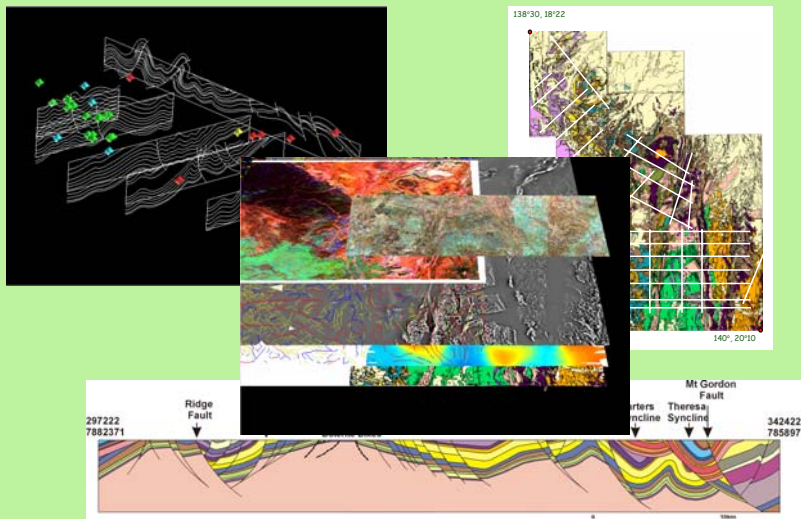 138°30, 18°22
140°, 20°10
Mt Gordon
Fault
Ridge
Fault
Theresa
Syncline
297222
7882371
342422
785897
0
10km